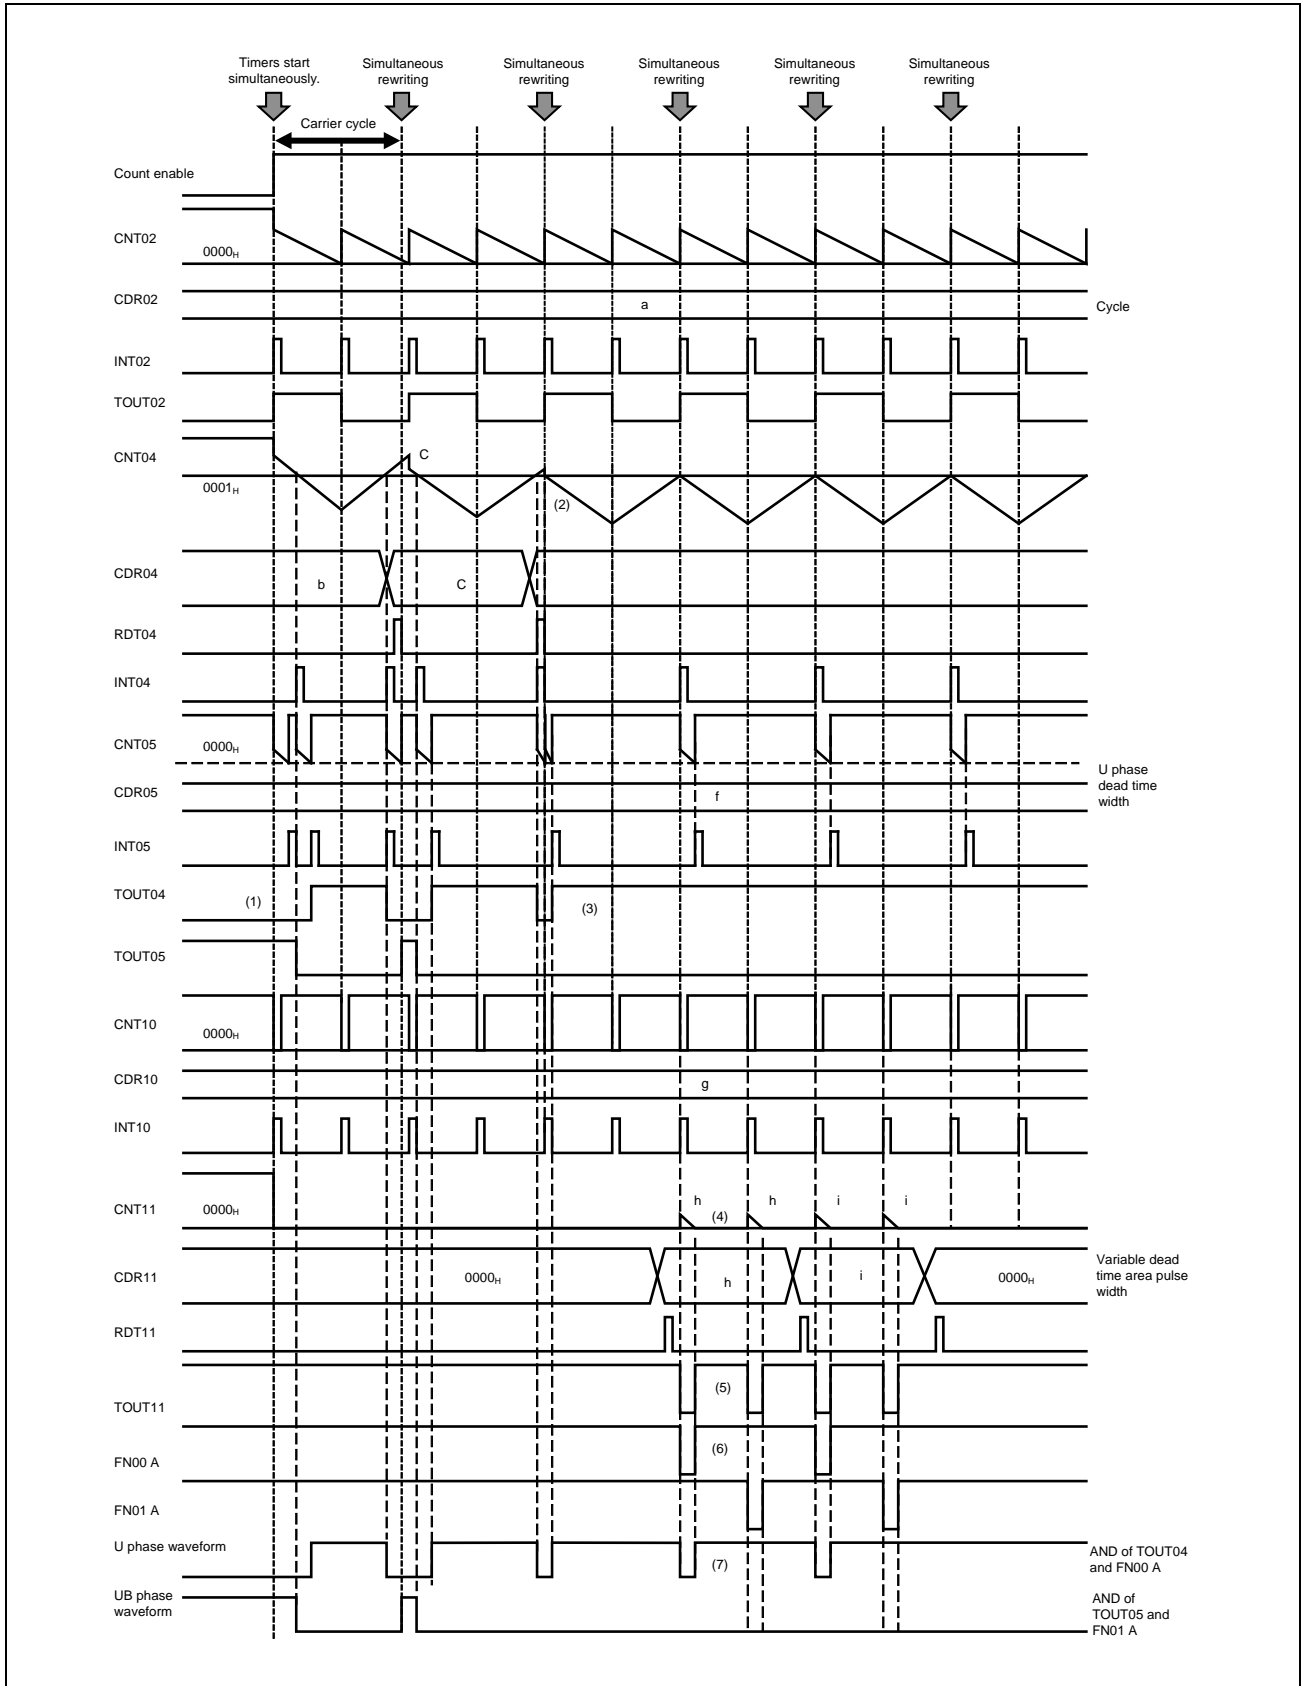 Timers start
simultaneously.
Simultaneous
rewriting
Simultaneous
rewriting
Simultaneous
rewriting
Simultaneous
rewriting
Simultaneous
rewriting
Carrier cycle
Count enable
CNT02
0000H
CDR02
a
Cycle
INT02
TOUT02
CNT04
C
0001H
(2)
CDR04
b
C
RDT04
INT04
CNT05
0000H
U phase
dead time
width
CDR05
f
INT05
TOUT04
(1)
(3)
TOUT05
CNT10
0000H
CDR10
g
INT10
CNT11
0000H
h
(4)
h
i
i
CDR11
0000H
h
i
0000H
Variable dead
time area pulse
width
RDT11
TOUT11
(5)
FN00 A
(6)
FN01 A
U phase waveform
(7)
AND of TOUT04
and FN00 A
UB phase
waveform
AND of
TOUT05 and
FN01 A